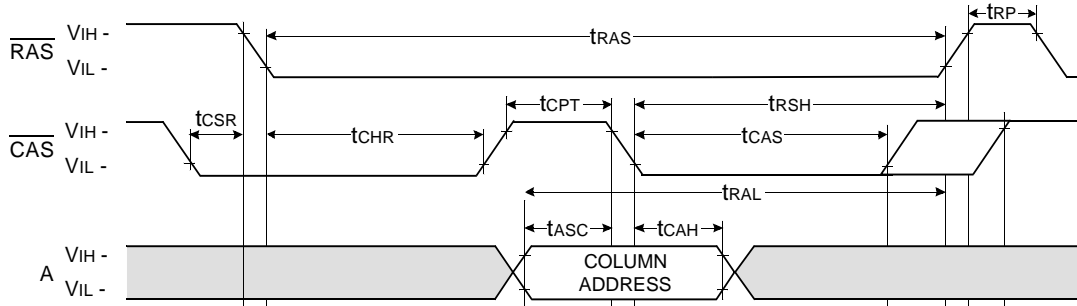 VIH - tRAS tRP
RAS
VIL -
tCSR tCPT tRSH
VIH -
CAS tCHR tCAS
VIL -
tRAL
tASC tCAH
VIH -
A COLUMN
ADDRESS
VIL -